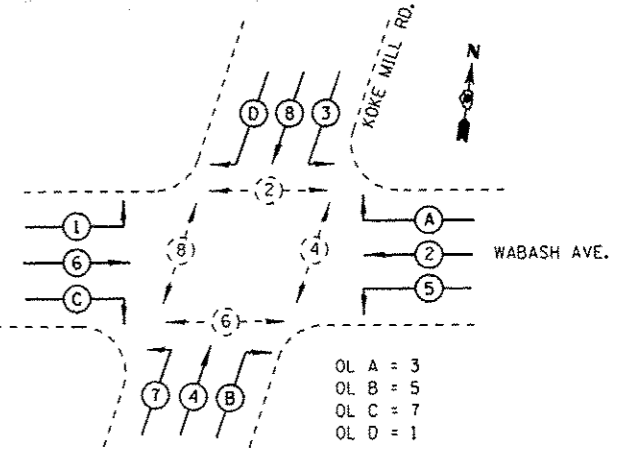 KOKE MILL RD.
N
D 8 3
2
1
A
8
4
6
2
WABASH AVE.
C
5
6
7 4 B
OL A = 3
OL B = 5
OL C = 7
OL D = 1